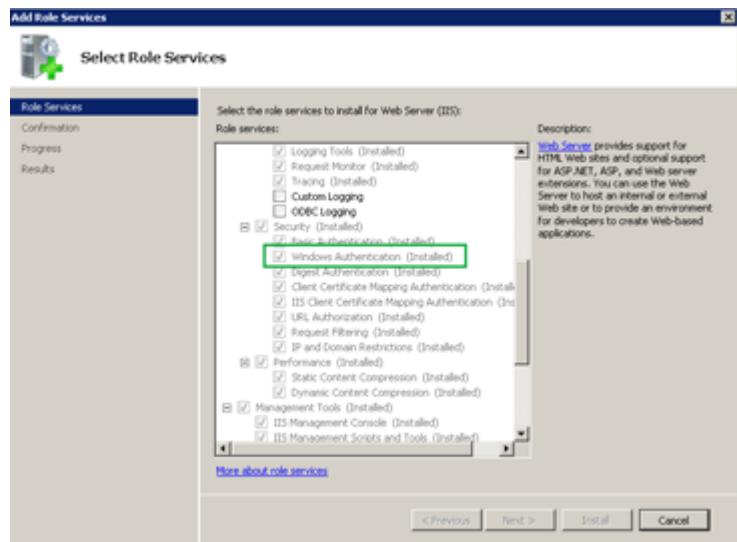 Add Role Services
Select Role Services
Role Services
Confirmation
Progress
Results
Select the role services to install for Web Server (IIS):
Role services:
Logging Tools (Installed)
Request Monitor (Installed)
Tracing (Installed)
Custom Logging
ODBC Logging
Security (Installed)
Basic Authentication (Installed)
Windows Authentication (Installed)
Digest Authentication (Installed)
Client Certificate Mapping Authentication (Install
IIS Client Certificate Mapping Authentication (Ins
URL Authorization (Installed)
Request Filtering (Installed)
IP and Domain Restrictions (Installed)
Performance (Installed)
Static Content Compression (Installed)
Dynamic Content Compression (Installed)
Management Tools (Installed)
IIS Management Console (Installed)
IIS Management Scripts and Tools (Installed)
More about role services
Description:
Web Server provides support for
HTML Web sites and optional support
for ASP.NET, ASP, and Web server
extensions. You can use the Web
Server to host an internal or external
Web site or to provide an environment
for developers to create Web-based
applications.
< Previous
Next >
Install
Cancel